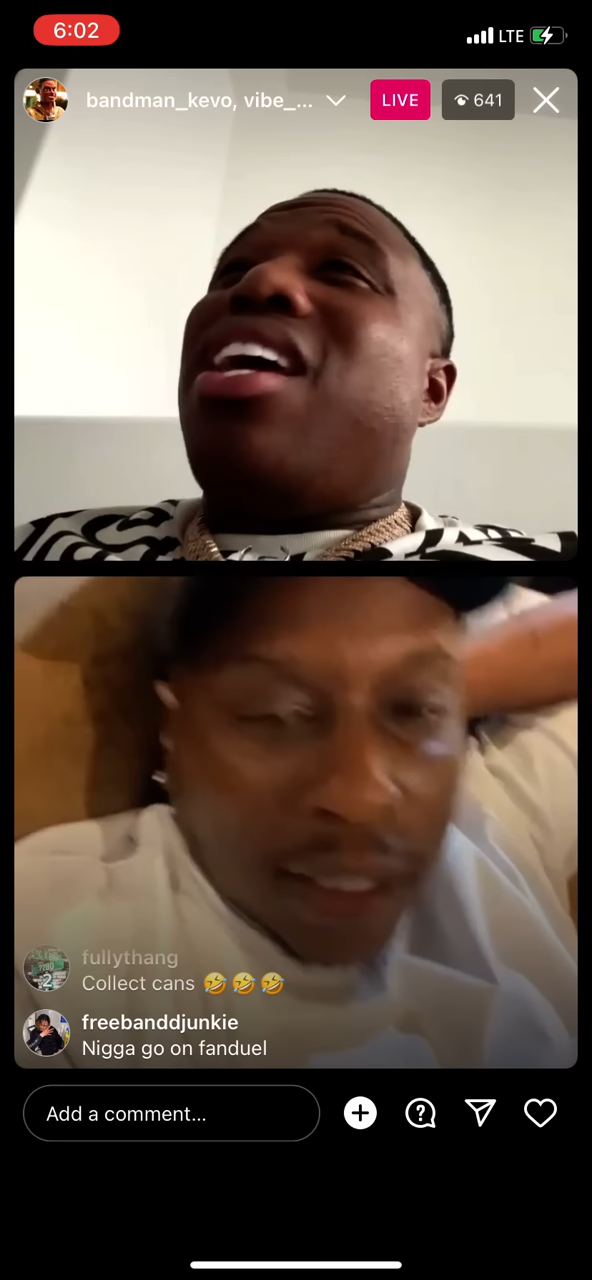 6:02
LTE
bandman_kevo, vibe_...
LIVE
641
fullythang
Collect cans 🤣🤣🤣
freebanddjunkie
Nigga go on fanduel
Add a comment...